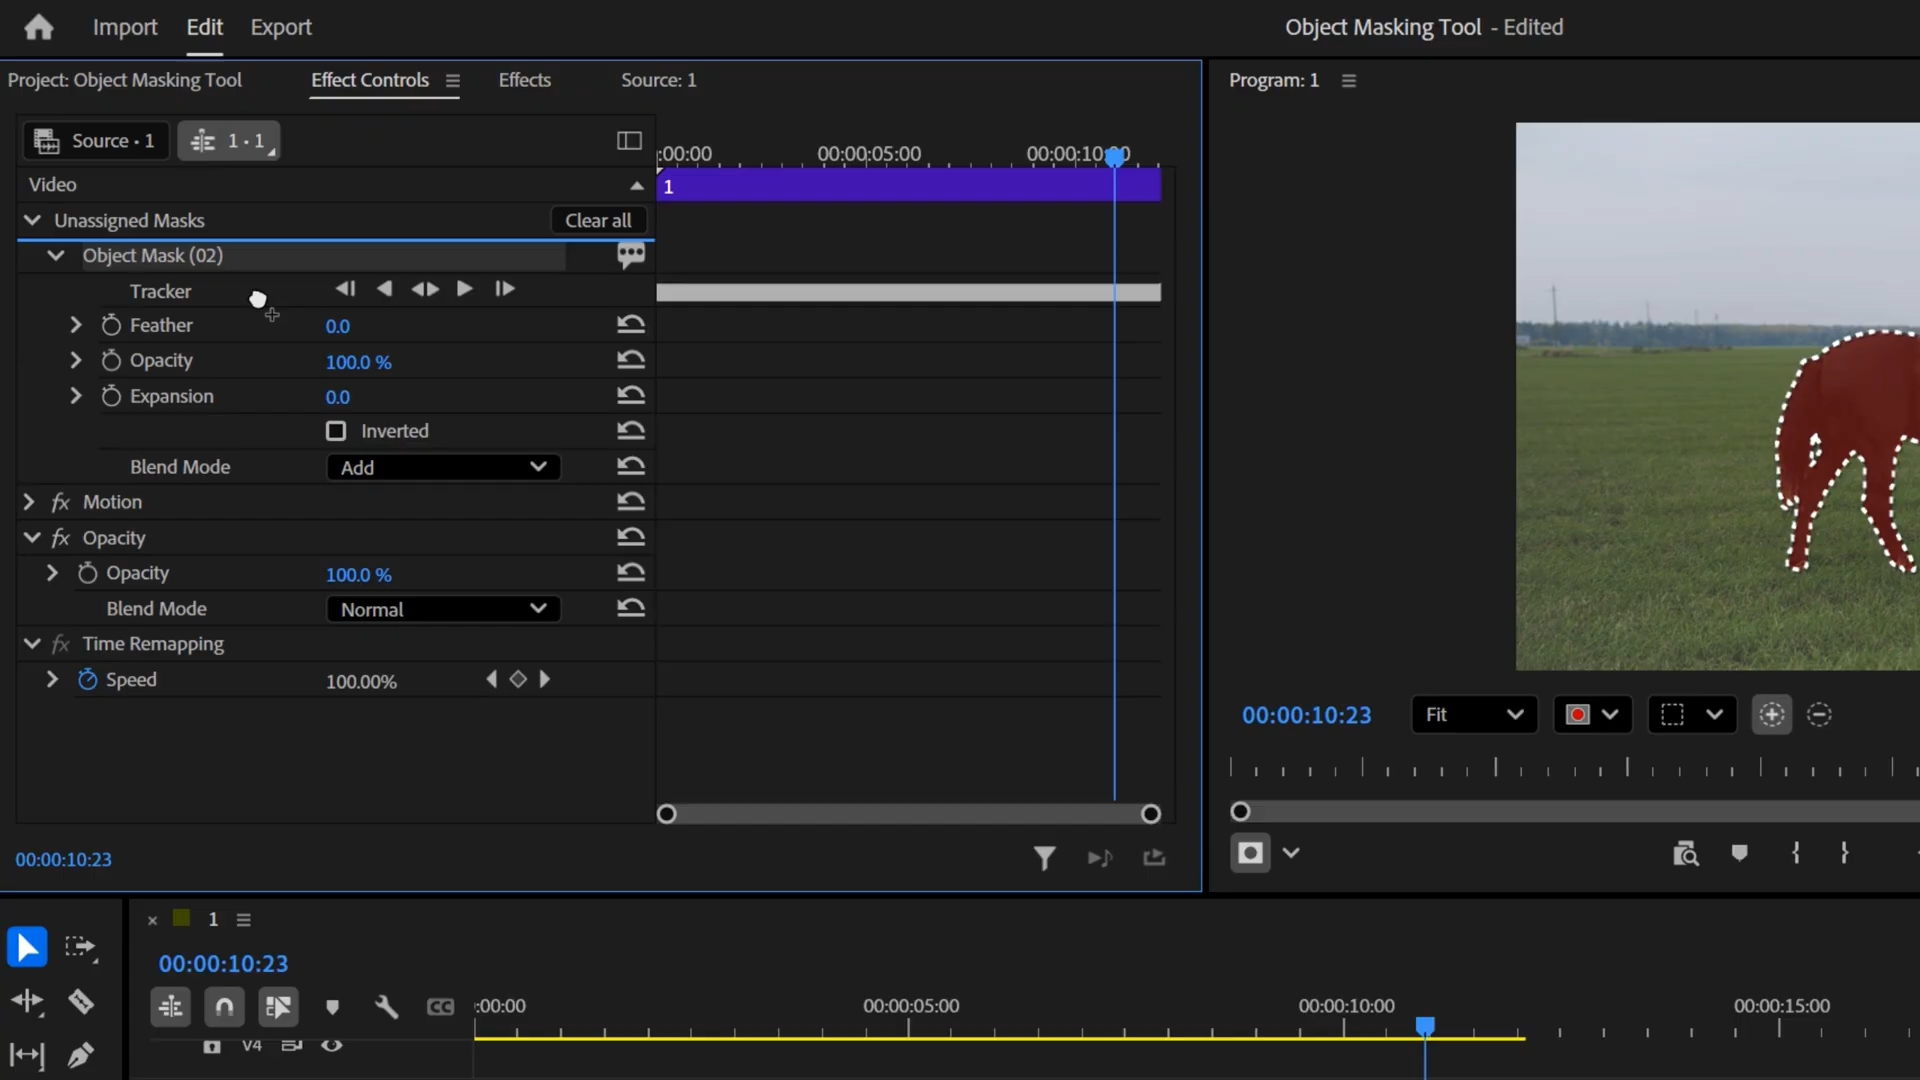 Import Edit Export Object Masking Tool - Edited
Project: Object Masking Tool Effect Controls Effects Source: 1 Program: 1
Source • 1 1 • 1 :00:00 00:00:05:00 00:00:10:00
Video 1
Unassigned Masks Clear all
Object Mask (02)
Tracker
Feather 0.0
Opacity 100.0 %
Expansion 0.0
Inverted
Blend Mode Add
fx Motion
fx Opacity
Opacity 100.0 %
Blend Mode Normal
fx Time Remapping
Speed 100.00%
00:00:10:23 Fit
00:00:10:23
× 1
00:00:10:23
CC :00:00 00:00:05:00 00:00:10:00 00:00:15:00
V4